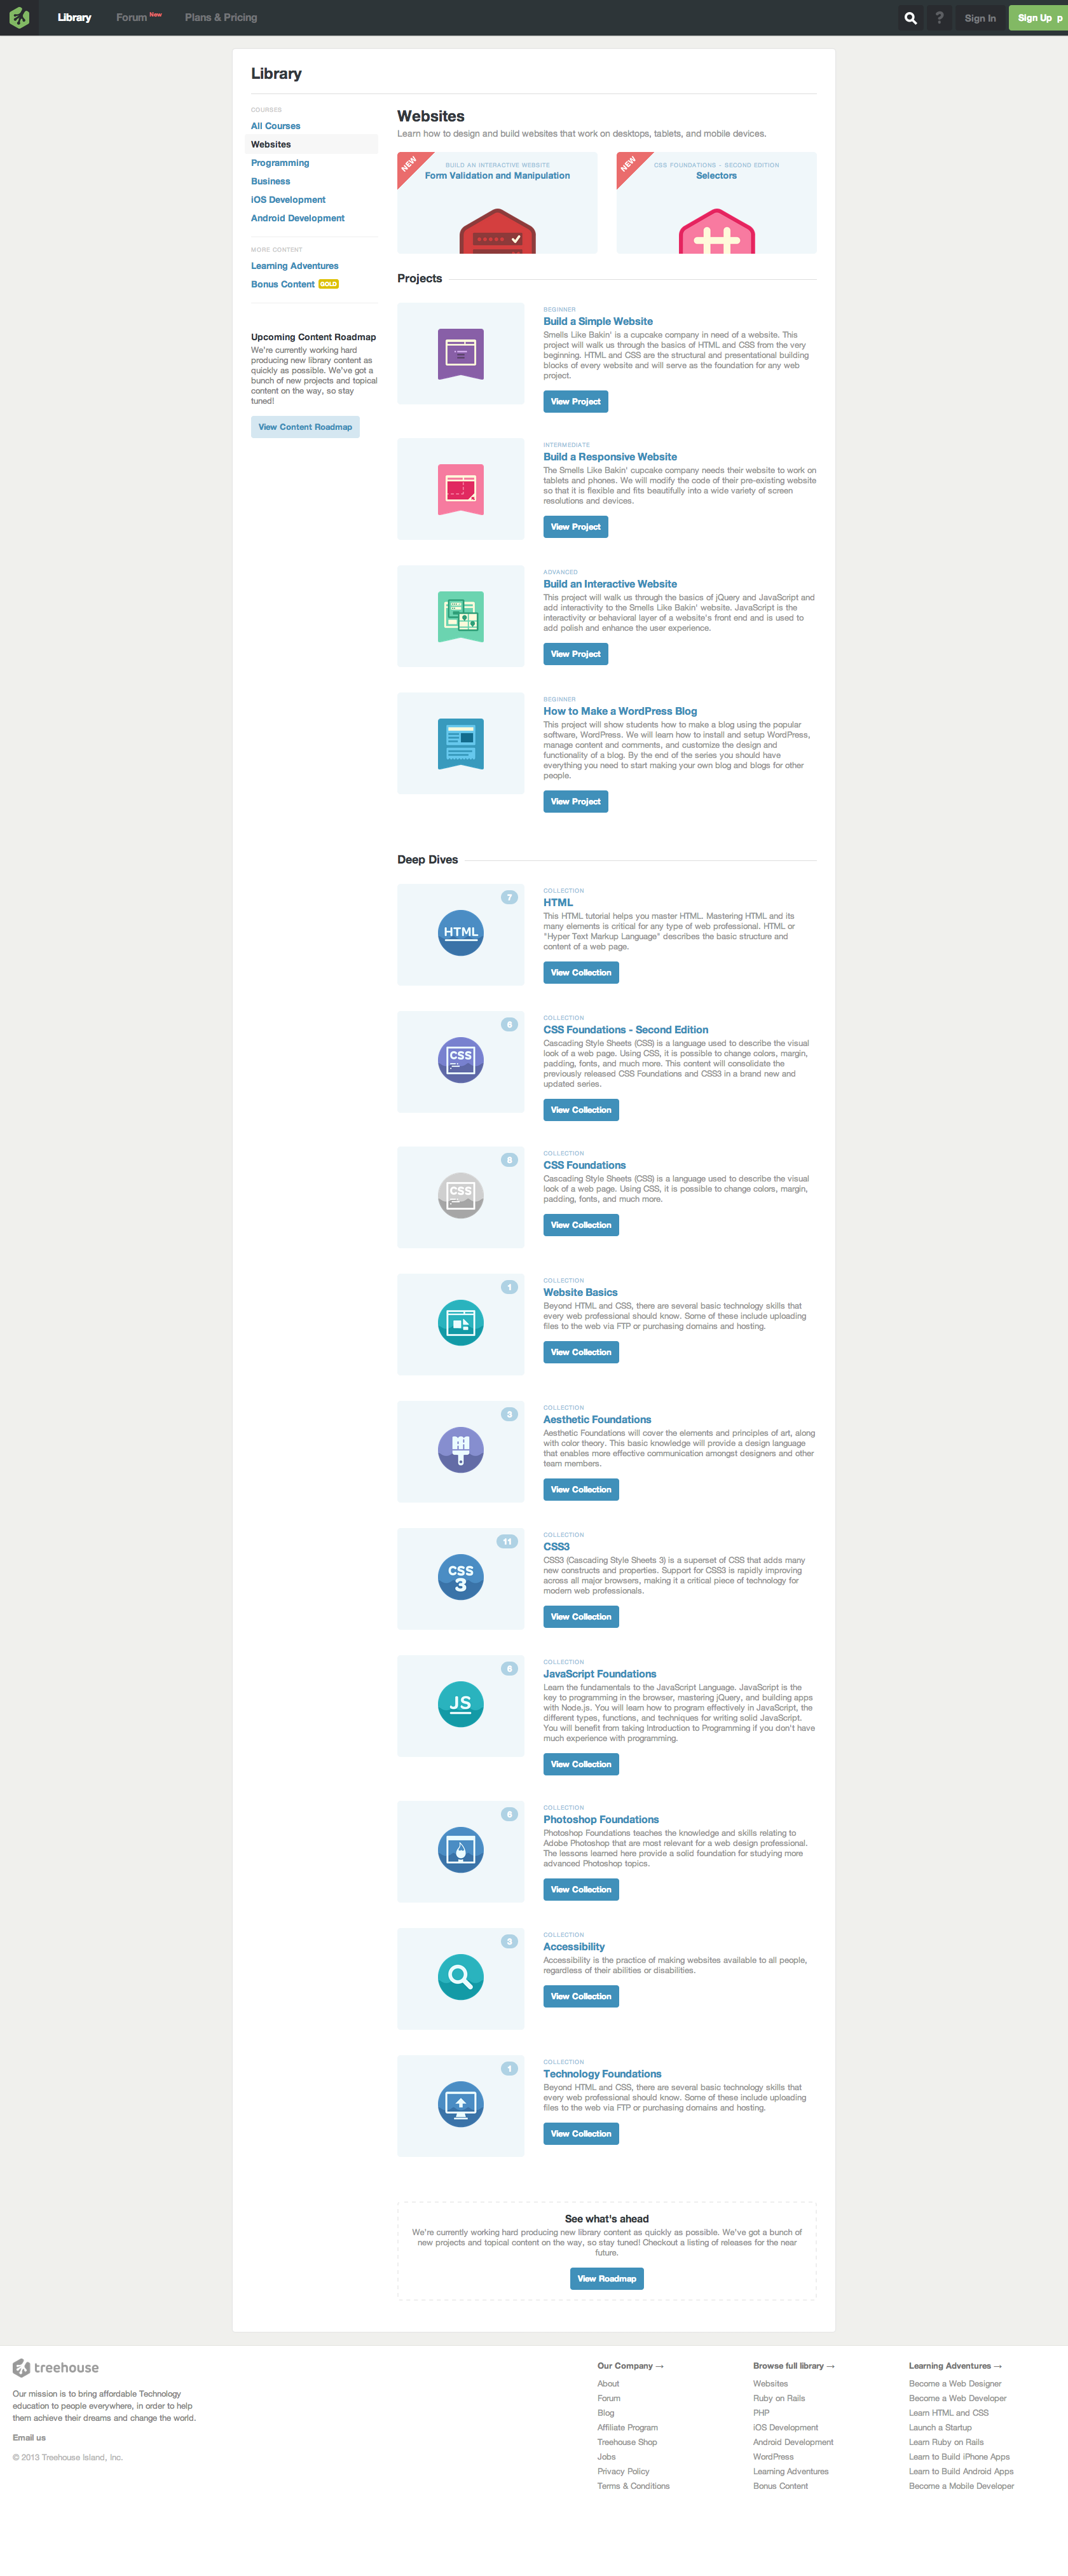 Library
Forum New
Plans & Pricing
?
Sign In
Sign Up p
Library
COURSES
All Courses
Websites
Programming
Business
iOS Development
Android Development
MORE CONTENT
Learning Adventures
Bonus Content GOLD
Upcoming Content Roadmap
We're currently working hard
producing new library content as
quickly as possible. We've got a
bunch of new projects and topical
content on the way, so stay
tuned!
View Content Roadmap
Websites
Learn how to design and build websites that work on desktops, tablets, and mobile devices.
NEW
BUILD AN INTERACTIVE WEBSITE
Form Validation and Manipulation
NEW
CSS FOUNDATIONS - SECOND EDITION
Selectors
Projects
BEGINNER
Build a Simple Website
Smells Like Bakin' is a cupcake company in need of a website. This
project will walk us through the basics of HTML and CSS from the very
beginning. HTML and CSS are the structural and presentational building
blocks of every website and will serve as the foundation for any web
project.
View Project
INTERMEDIATE
Build a Responsive Website
The Smells Like Bakin' cupcake company needs their website to work on
tablets and phones. We will modify the code of their pre-existing website
so that it is flexible and fits beautifully into a wide variety of screen
resolutions and devices.
View Project
ADVANCED
Build an Interactive Website
This project will walk us through the basics of jQuery and JavaScript and
add interactivity to the Smells Like Bakin' website. JavaScript is the
interactivity or behavioral layer of a website's front end and is used to
add polish and enhance the user experience.
View Project
BEGINNER
How to Make a WordPress Blog
This project will show students how to make a blog using the popular
software, WordPress. We will learn how to install and setup WordPress,
manage content and comments, and customize the design and
functionality of a blog. By the end of the series you should have
everything you need to start making your own blog and blogs for other
people.
View Project
Deep Dives
7
HTML
COLLECTION
HTML
This HTML tutorial helps you master HTML. Mastering HTML and its
many elements is critical for any type of web professional. HTML or
"Hyper Text Markup Language" describes the basic structure and
content of a web page.
View Collection
6
CSS
COLLECTION
CSS Foundations - Second Edition
Cascading Style Sheets (CSS) is a language used to describe the visual
look of a web page. Using CSS, it is possible to change colors, margin,
padding, fonts, and much more. This content will consolidate the
previously released CSS Foundations and CSS3 in a brand new and
updated series.
View Collection
8
CSS
COLLECTION
CSS Foundations
Cascading Style Sheets (CSS) is a language used to describe the visual
look of a web page. Using CSS, it is possible to change colors, margin,
padding, fonts, and much more.
View Collection
1
COLLECTION
Website Basics
Beyond HTML and CSS, there are several basic technology skills that
every web professional should know. Some of these include uploading
files to the web via FTP or purchasing domains and hosting.
View Collection
3
COLLECTION
Aesthetic Foundations
Aesthetic Foundations will cover the elements and principles of art, along
with color theory. This basic knowledge will provide a design language
that enables more effective communication amongst designers and other
team members.
View Collection
11
CSS
3
COLLECTION
CSS3
CSS3 (Cascading Style Sheets 3) is a superset of CSS that adds many
new constructs and properties. Support for CSS3 is rapidly improving
across all major browsers, making it a critical piece of technology for
modern web professionals.
View Collection
6
JS
COLLECTION
JavaScript Foundations
Learn the fundamentals to the JavaScript Language. JavaScript is the
key to programming in the browser, mastering jQuery, and building apps
with Node.js. You will learn how to program effectively in JavaScript, the
different types, functions, and techniques for writing solid JavaScript.
You will benefit from taking Introduction to Programming if you don't have
much experience with programming.
View Collection
6
COLLECTION
Photoshop Foundations
Photoshop Foundations teaches the knowledge and skills relating to
Adobe Photoshop that are most relevant for a web design professional.
The lessons learned here provide a solid foundation for studying more
advanced Photoshop topics.
View Collection
3
COLLECTION
Accessibility
Accessibility is the practice of making websites available to all people,
regardless of their abilities or disabilities.
View Collection
1
COLLECTION
Technology Foundations
Beyond HTML and CSS, there are several basic technology skills that
every web professional should know. Some of these include uploading
files to the web via FTP or purchasing domains and hosting.
View Collection
See what's ahead
We're currently working hard producing new library content as quickly as possible. We've got a bunch of
new projects and topical content on the way, so stay tuned! Checkout a listing of releases for the near
future.
View Roadmap
treehouse
Our mission is to bring affordable Technology
education to people everywhere, in order to help
them achieve their dreams and change the world.
Email us
© 2013 Treehouse Island, Inc.
Our Company →
About
Forum
Blog
Affiliate Program
Treehouse Shop
Jobs
Privacy Policy
Terms & Conditions
Browse full library →
Websites
Ruby on Rails
PHP
iOS Development
Android Development
WordPress
Learning Adventures
Bonus Content
Learning Adventures →
Become a Web Designer
Become a Web Developer
Learn HTML and CSS
Launch a Startup
Learn Ruby on Rails
Learn to Build iPhone Apps
Learn to Build Android Apps
Become a Mobile Developer